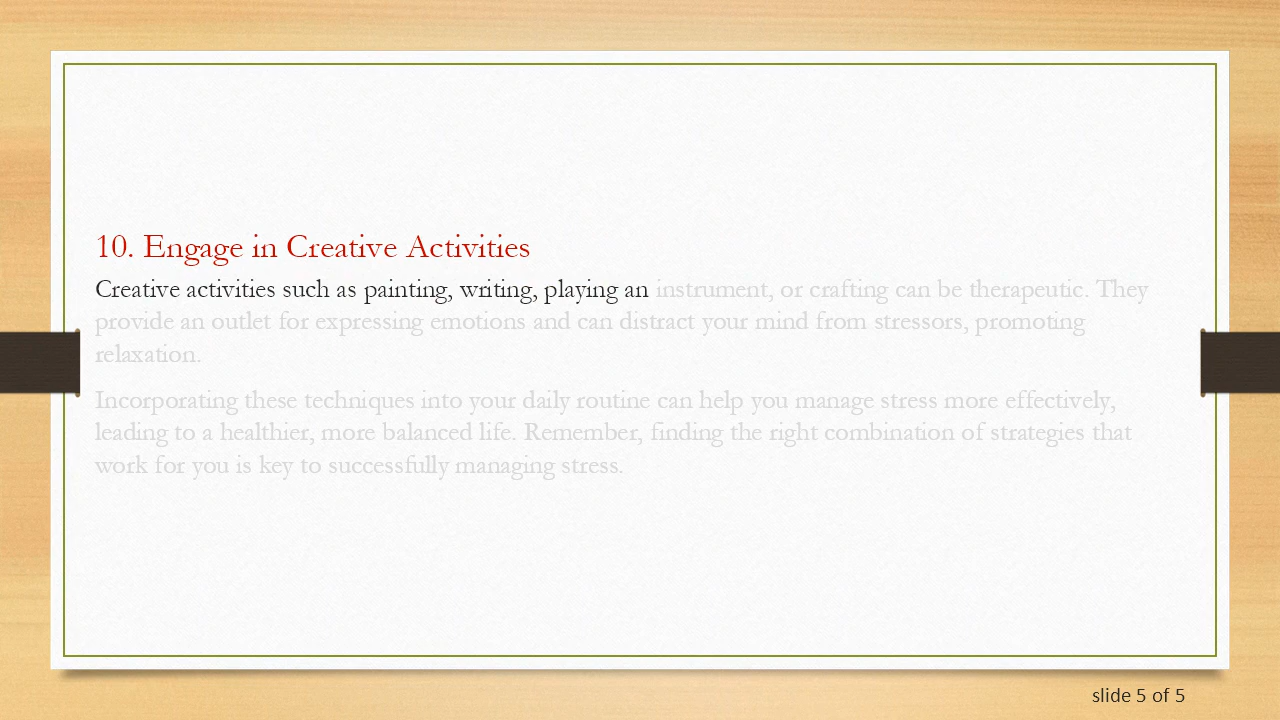 10. Engage in Creative Activities
Creative activities such as painting, writing, playing an instrument, or crafting can be therapeutic. They
provide an outlet for expressing emotions and can distract your mind from stressors, promoting
relaxation.
Incorporating these techniques into your daily routine can help you manage stress more effectively,
leading to a healthier, more balanced life. Remember, finding the right combination of strategies that
work for you is key to successfully managing stress.
slide 5 of 5